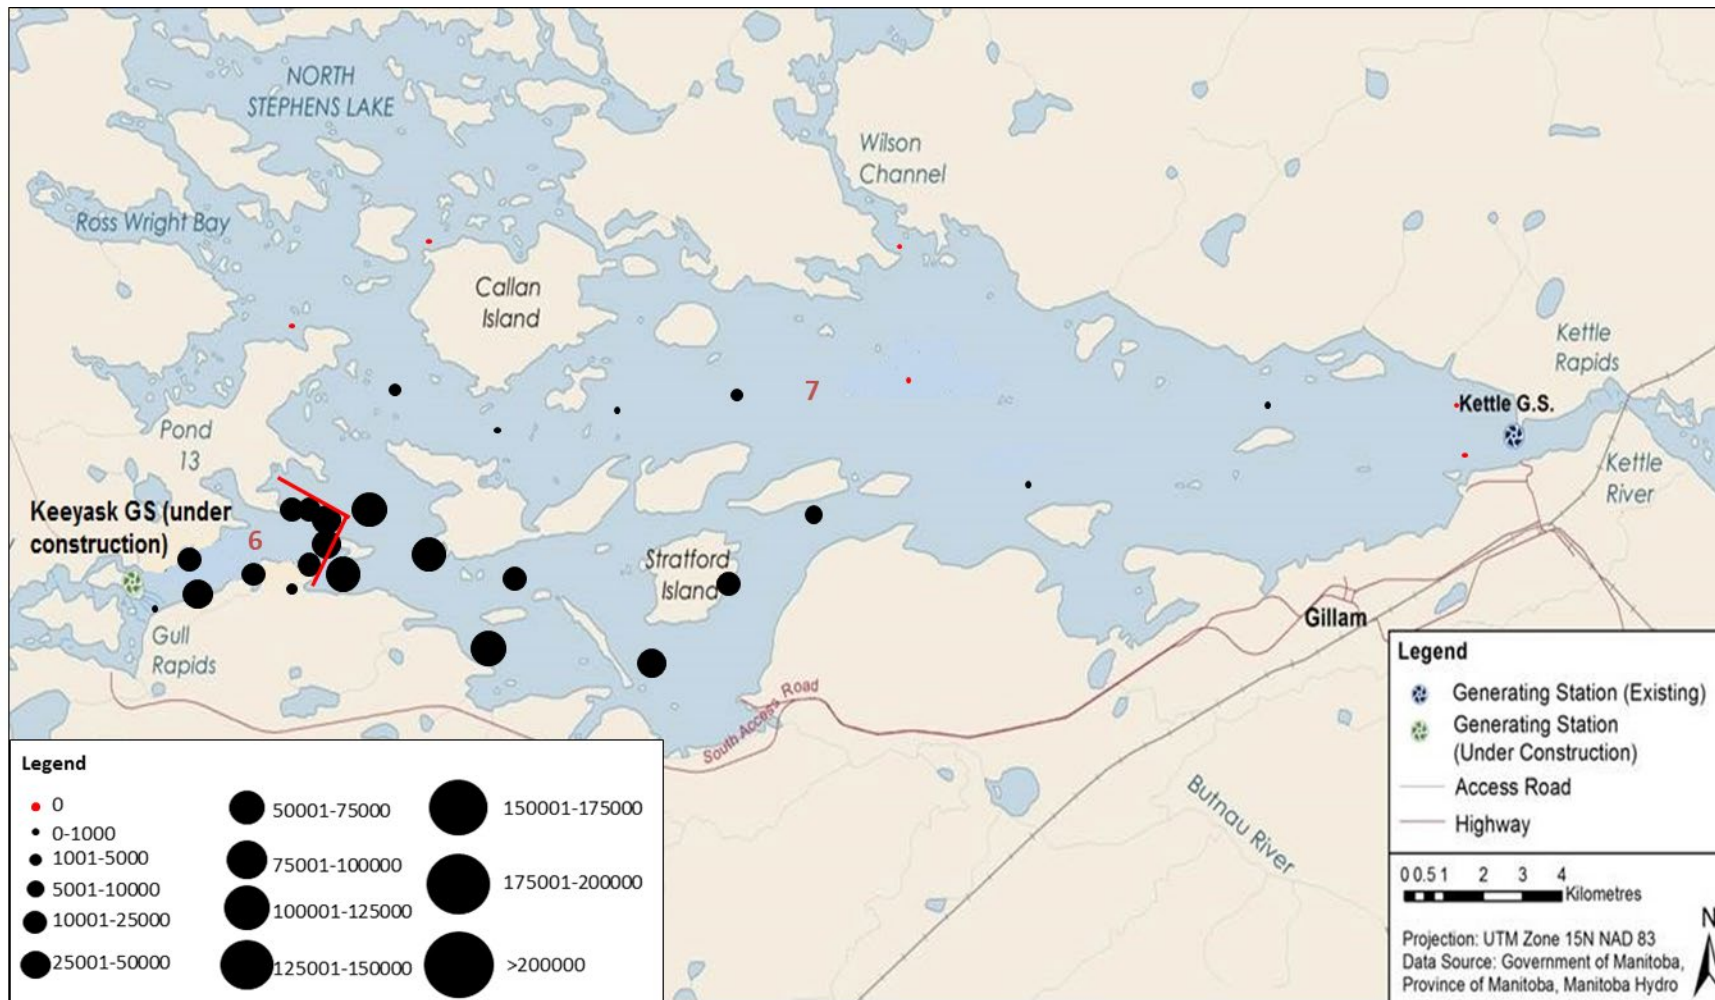 NORTH
STEPHENS LAKE
Wilson
Channel
Ross Wright Bay
Callan
Island
Kettle
Rapids
7
Kettle G.S.
Pond
13
Kettle
River
Keeyask GS (under
construction)
6
Stratford
Island
Gull
Rapids
Gillam
South Access Road
Butnau River
Legend
0
0-1000
1001-5000
5001-10000
10001-25000
25001-50000
50001-75000
75001-100000
100001-125000
125001-150000
150001-175000
175001-200000
>200000
Legend
Generating Station (Existing)
Generating Station
(Under Construction)
Access Road
Highway
0 0.5 1 2 3 4
Kilometres
N
Projection: UTM Zone 15N NAD 83
Data Source: Government of Manitoba,
Province of Manitoba, Manitoba Hydro